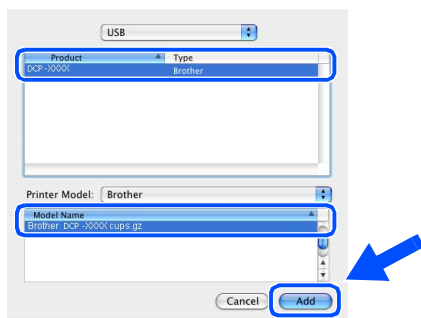 USB
Product Type
DCP-XXXX Brother
Printer Model: Brother
Model Name
Brother DCP -XXXX cups.gz
Cancel Add